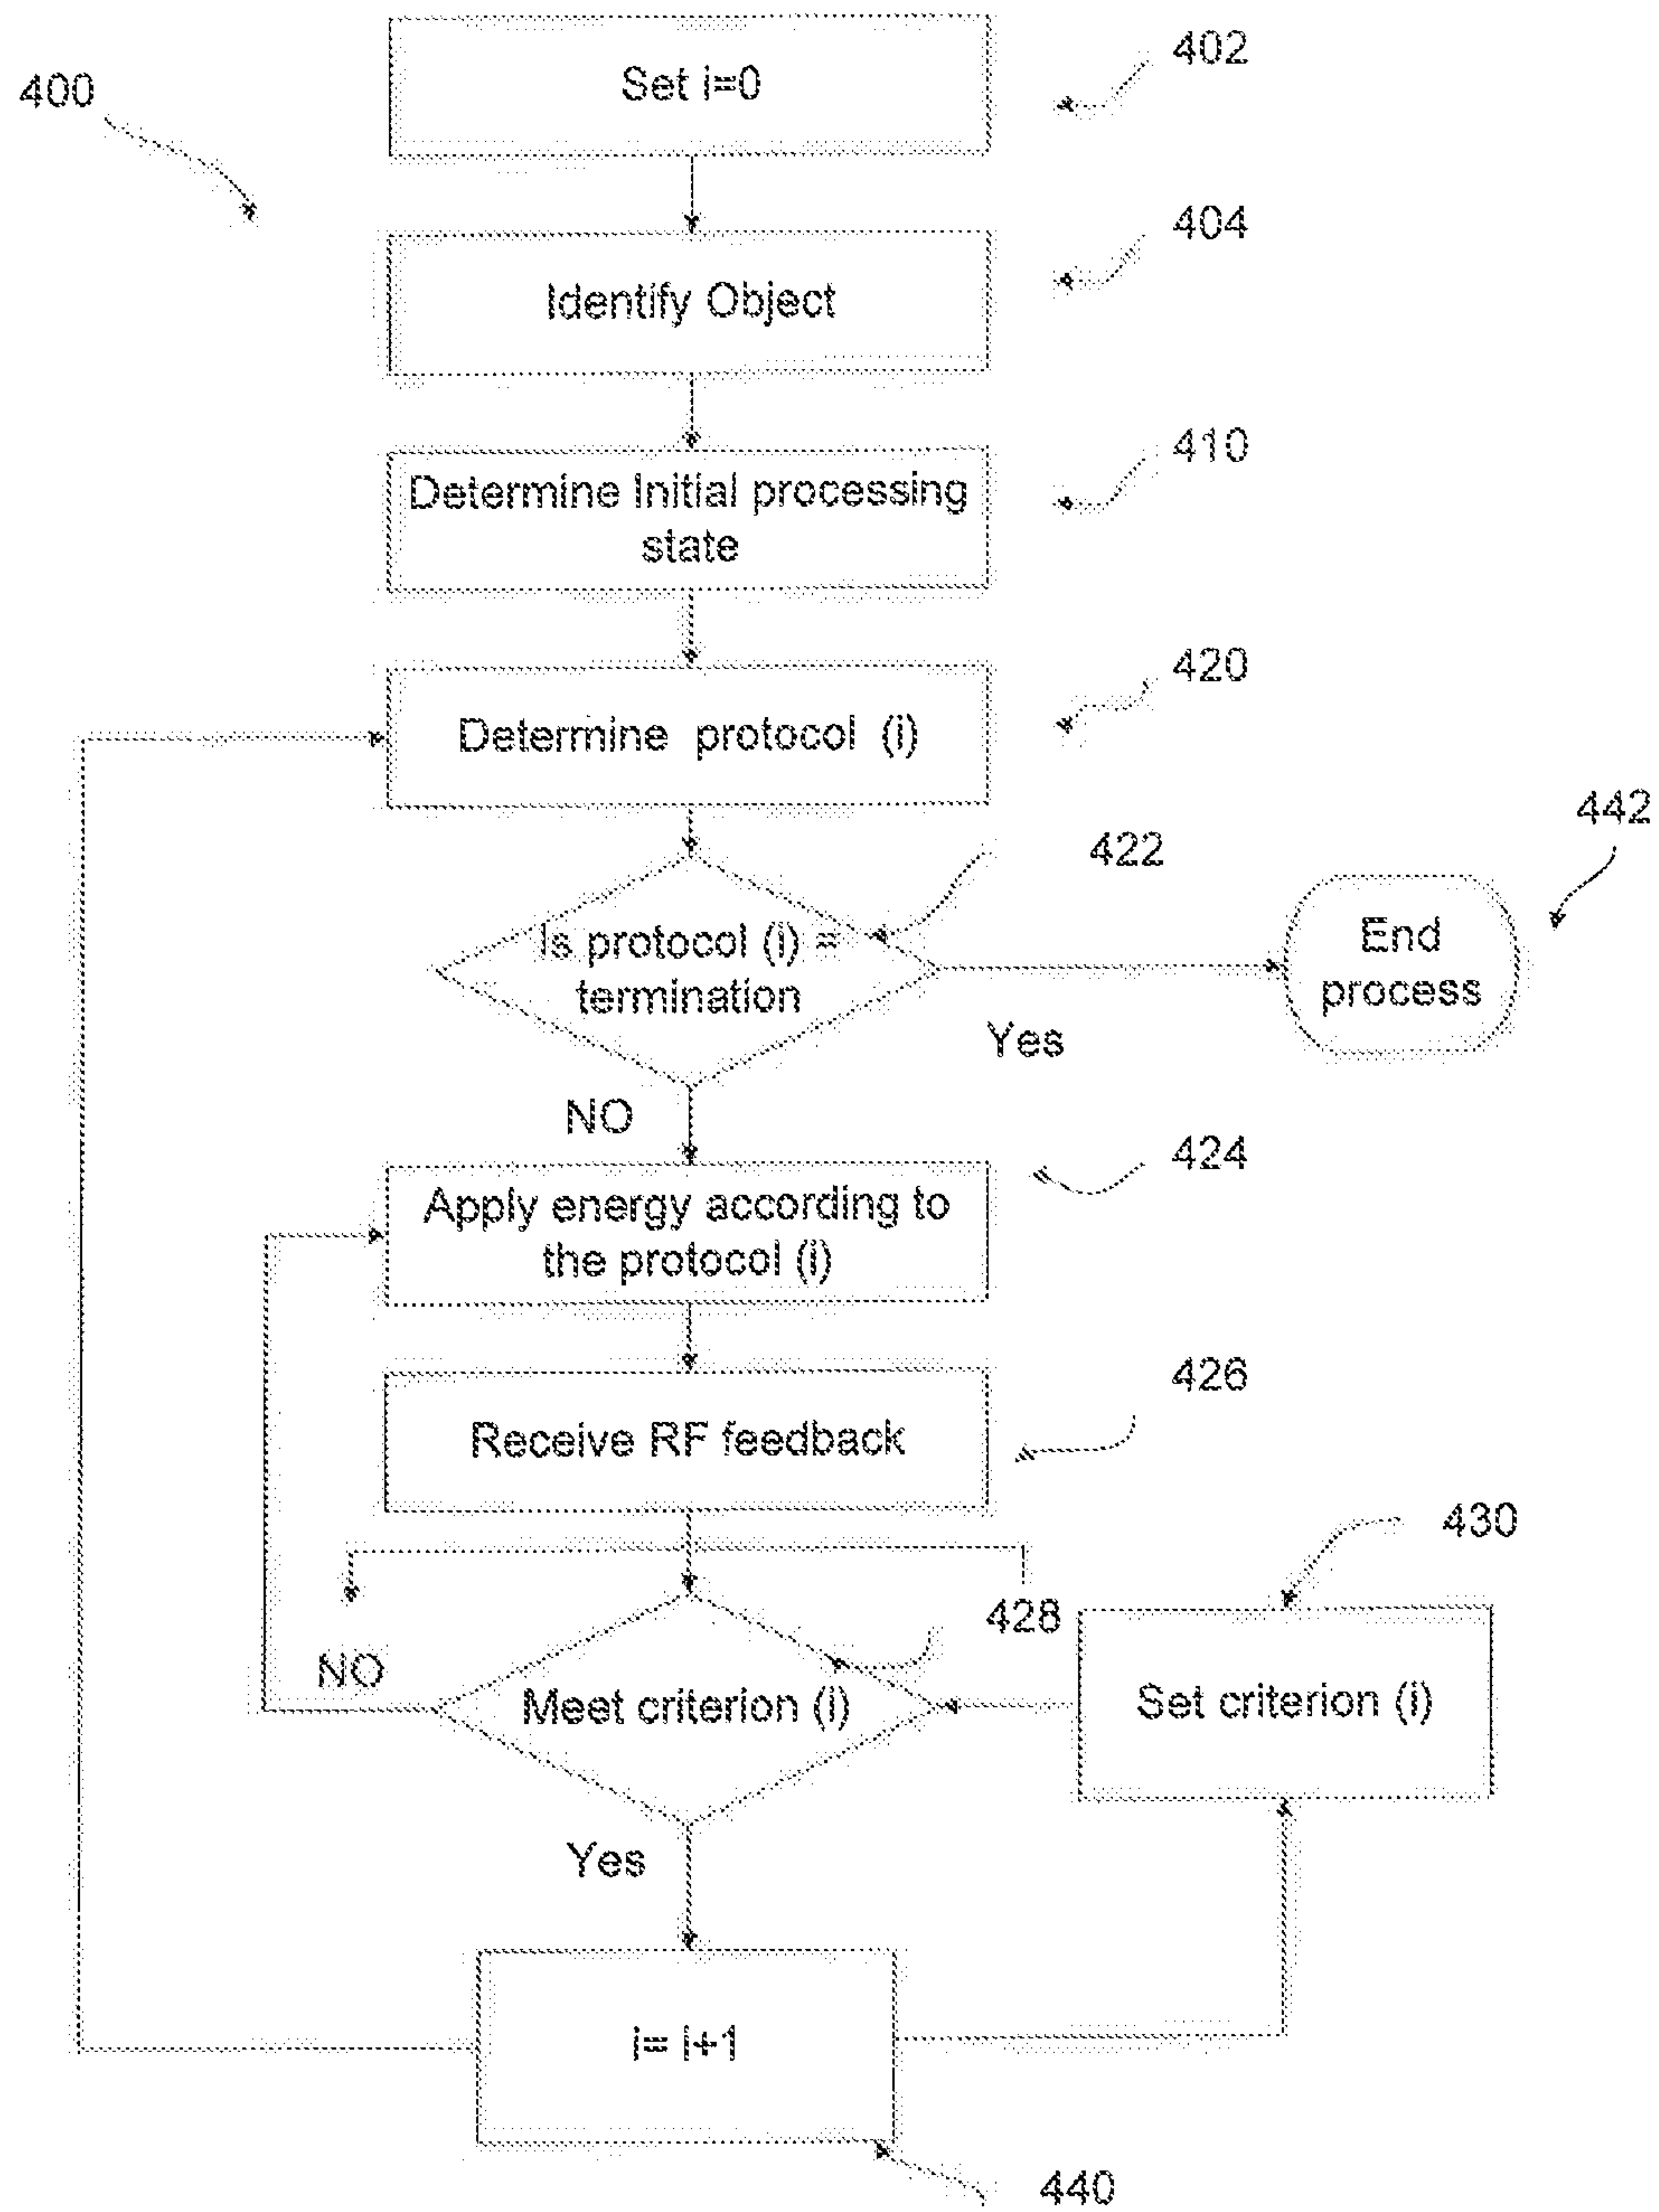 402
Set i=0
400
404
Identify Object
410
Determine Initial processing
state
420
Determine protocol (i)
442
422
Is protocol (i) =
termination
End
process
Yes
NO
424
Apply energy according to
the protocol (i)
426
Receive RF feedback
430
428
NO
Meet criterion (i)
Set criterion (i)
Yes
i= i+1
440